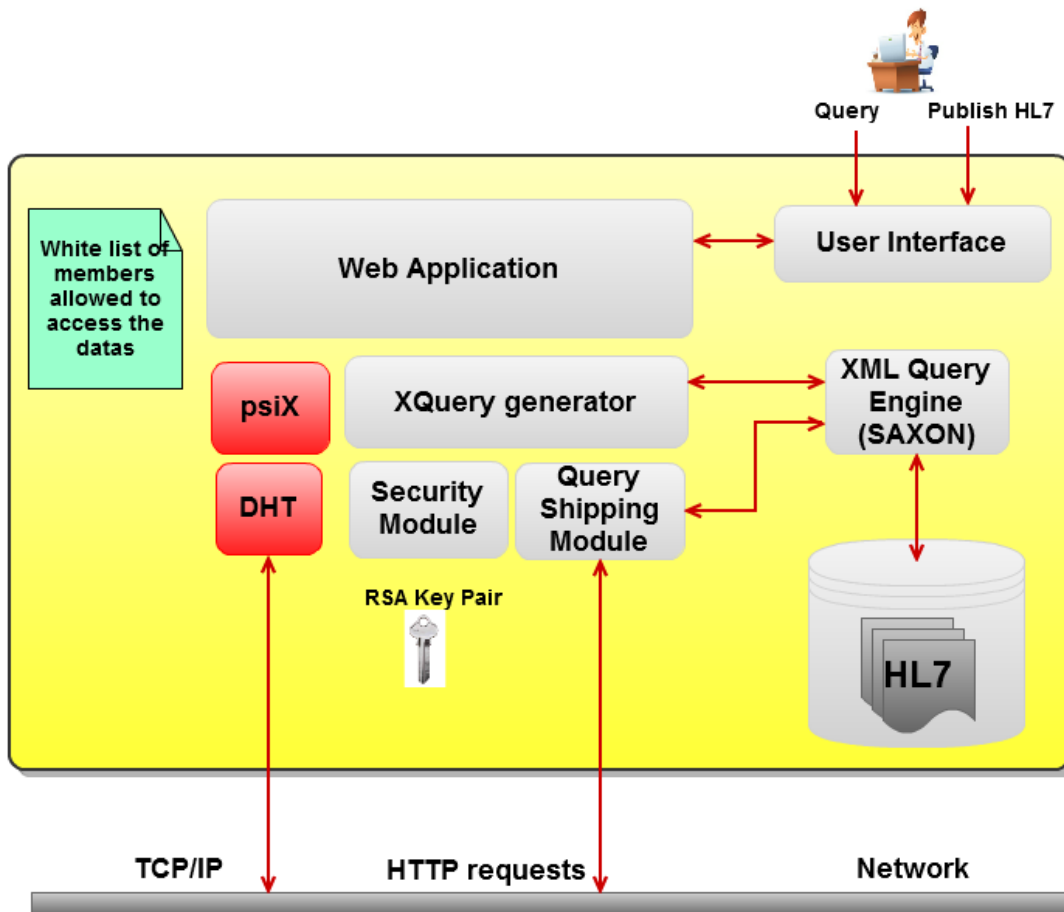 Query
Publish HL7
White list of
members
allowed to
access the
datas
Web Application
User Interface
psiX
XQuery generator
XML Query
Engine
(SAXON)
DHT
Security
Module
Query
Shipping
Module
RSA Key Pair
HL7
TCP/IP
HTTP requests
Network